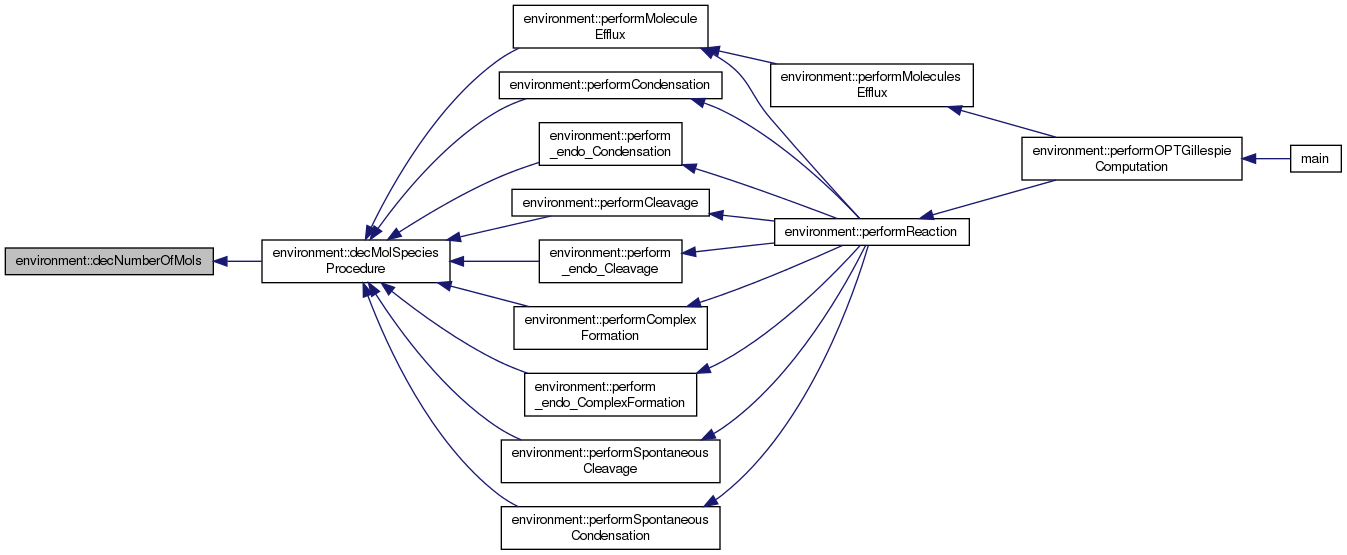 environment::decNumberOfMols
environment::decMolSpecies
Procedure
environment::performMolecule
Efflux
environment::performCondensation
environment::perform
_endo_Condensation
environment::performCleavage
environment::perform
_endo_Cleavage
environment::performComplex
Formation
environment::perform
_endo_ComplexFormation
environment::performSpontaneous
Cleavage
environment::performSpontaneous
Condensation
environment::performMolecules
Efflux
environment::performReaction
environment::performOPTGillespie
Computation
main